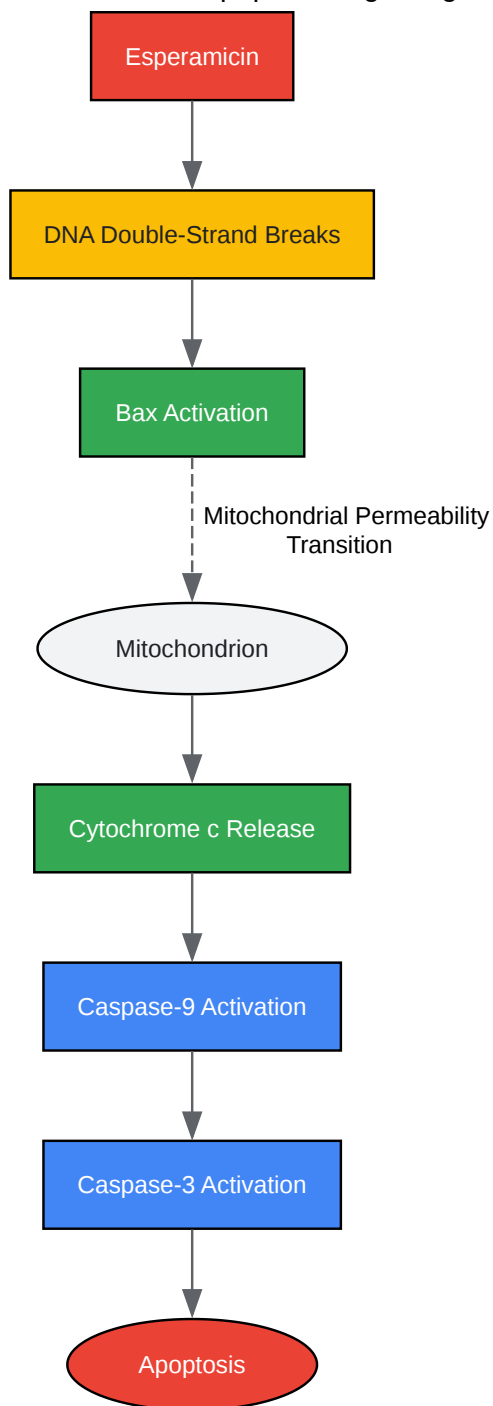 Esperamicin
DNA Double-Strand Breaks
Bax Activation
Mitochondrial Permeability
Transition
Mitochondrion
Cytochrome c Release
Caspase-9 Activation
Caspase-3 Activation
Apoptosis